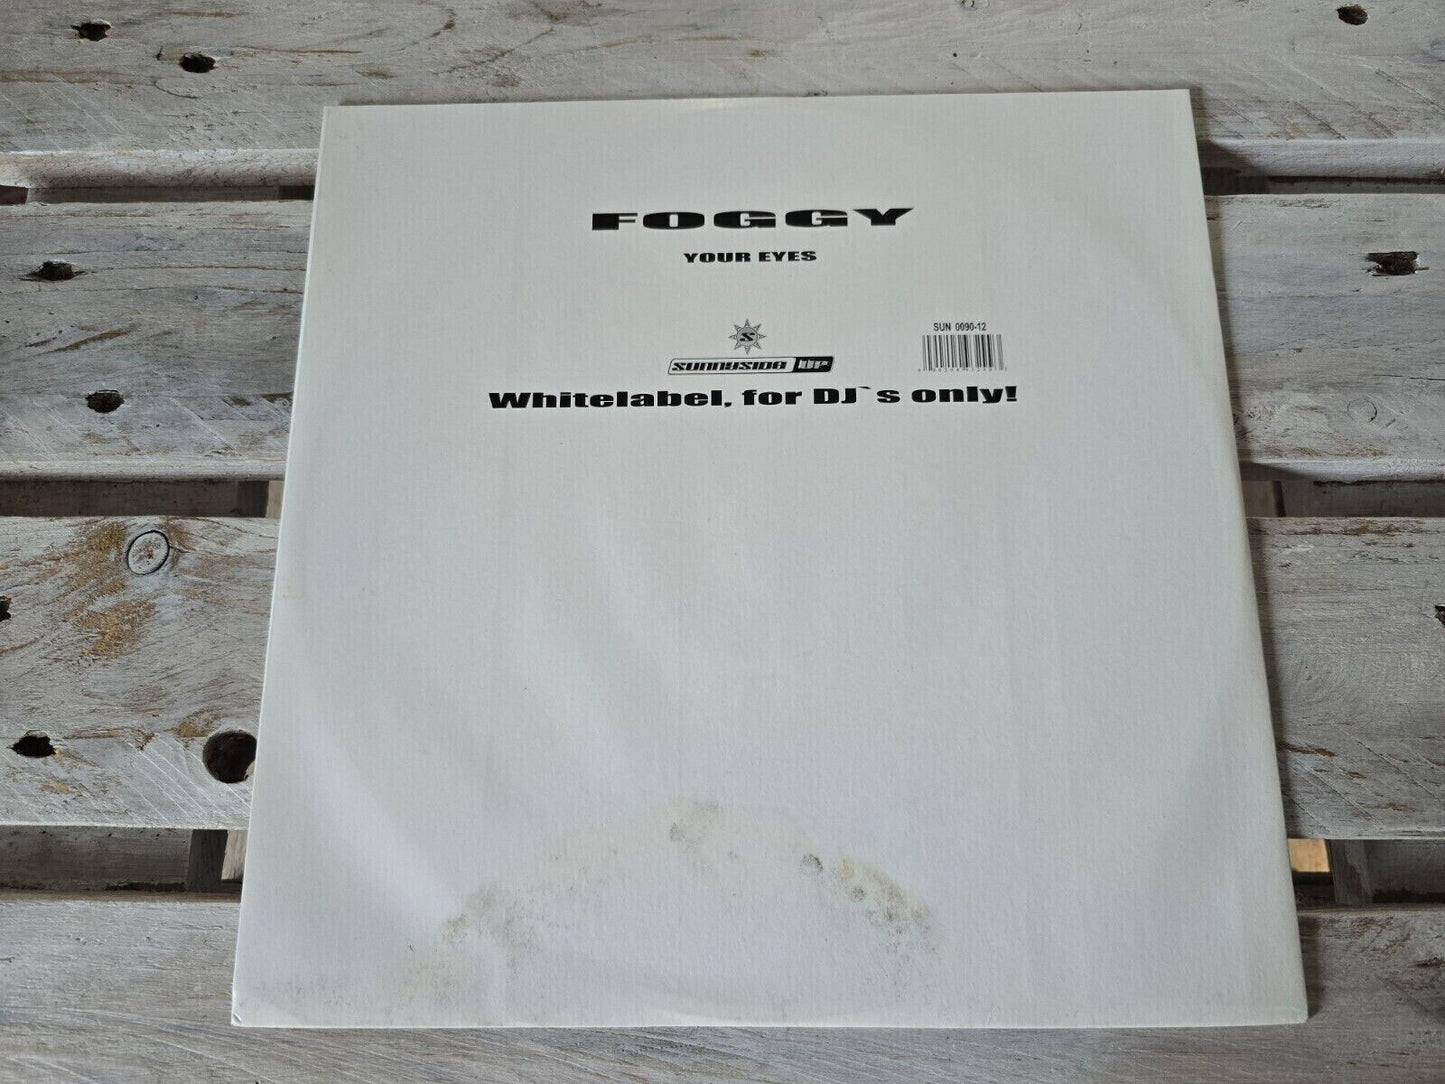 FOGGY
YOUR EYES
SUN 0090-12
S
SUNNYSIDE UP
Whitelabel, for DJ`s only!